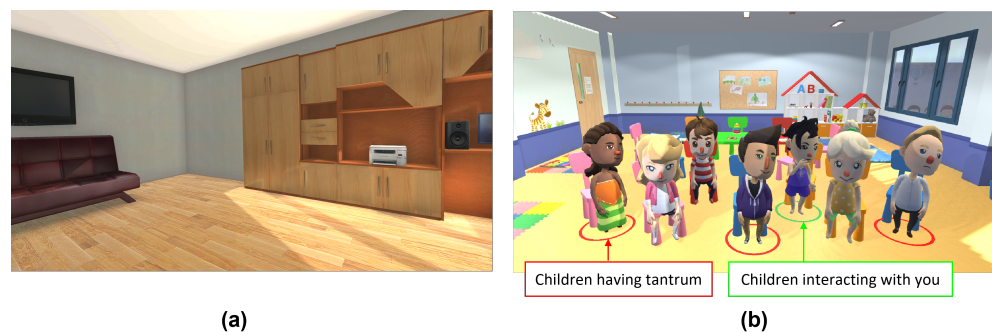 A B
Children having tantrum
Children interacting with you
(a)
(b)